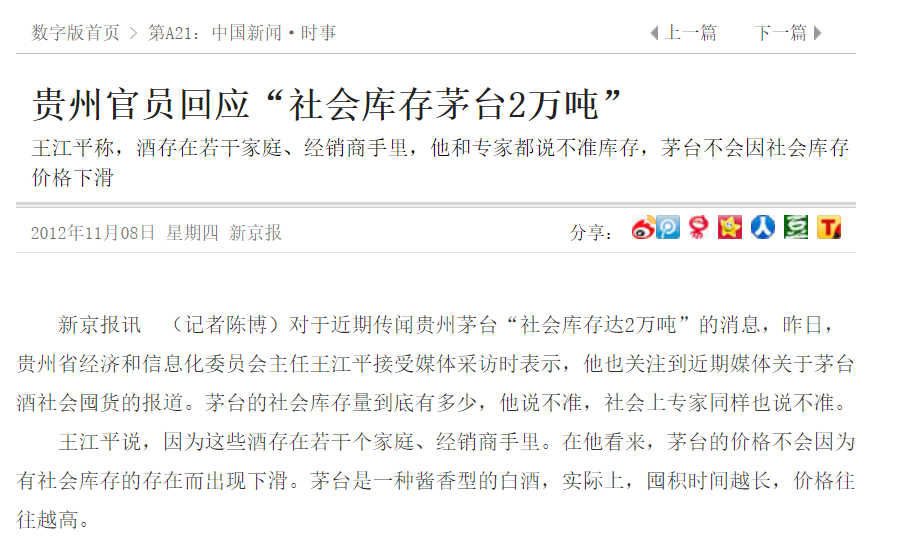 数字版首页 > 第A21：中国新闻·时事 上一篇 下一篇
贵州官员回应“社会库存茅台2万吨”
王江平称，酒存在若干家庭、经销商手里，他和专家都说不准库存，茅台不会因社会库存
价格下滑
2012年11月08日 星期四 新京报 分享：
新京报讯 （记者陈博）对于近期传闻贵州茅台“社会库存达2万吨”的消息，昨日，
贵州省经济和信息化委员会主任王江平接受媒体采访时表示，他也关注到近期媒体关于茅台
酒社会囤货的报道。茅台的社会库存量到底有多少，他说不准，社会上专家同样也说不准。
王江平说，因为这些酒存在若干个家庭、经销商手里。在他看来，茅台的价格不会因为
有社会库存的存在而出现下滑。茅台是一种酱香型的白酒，实际上，囤积时间越长，价格往
往越高。